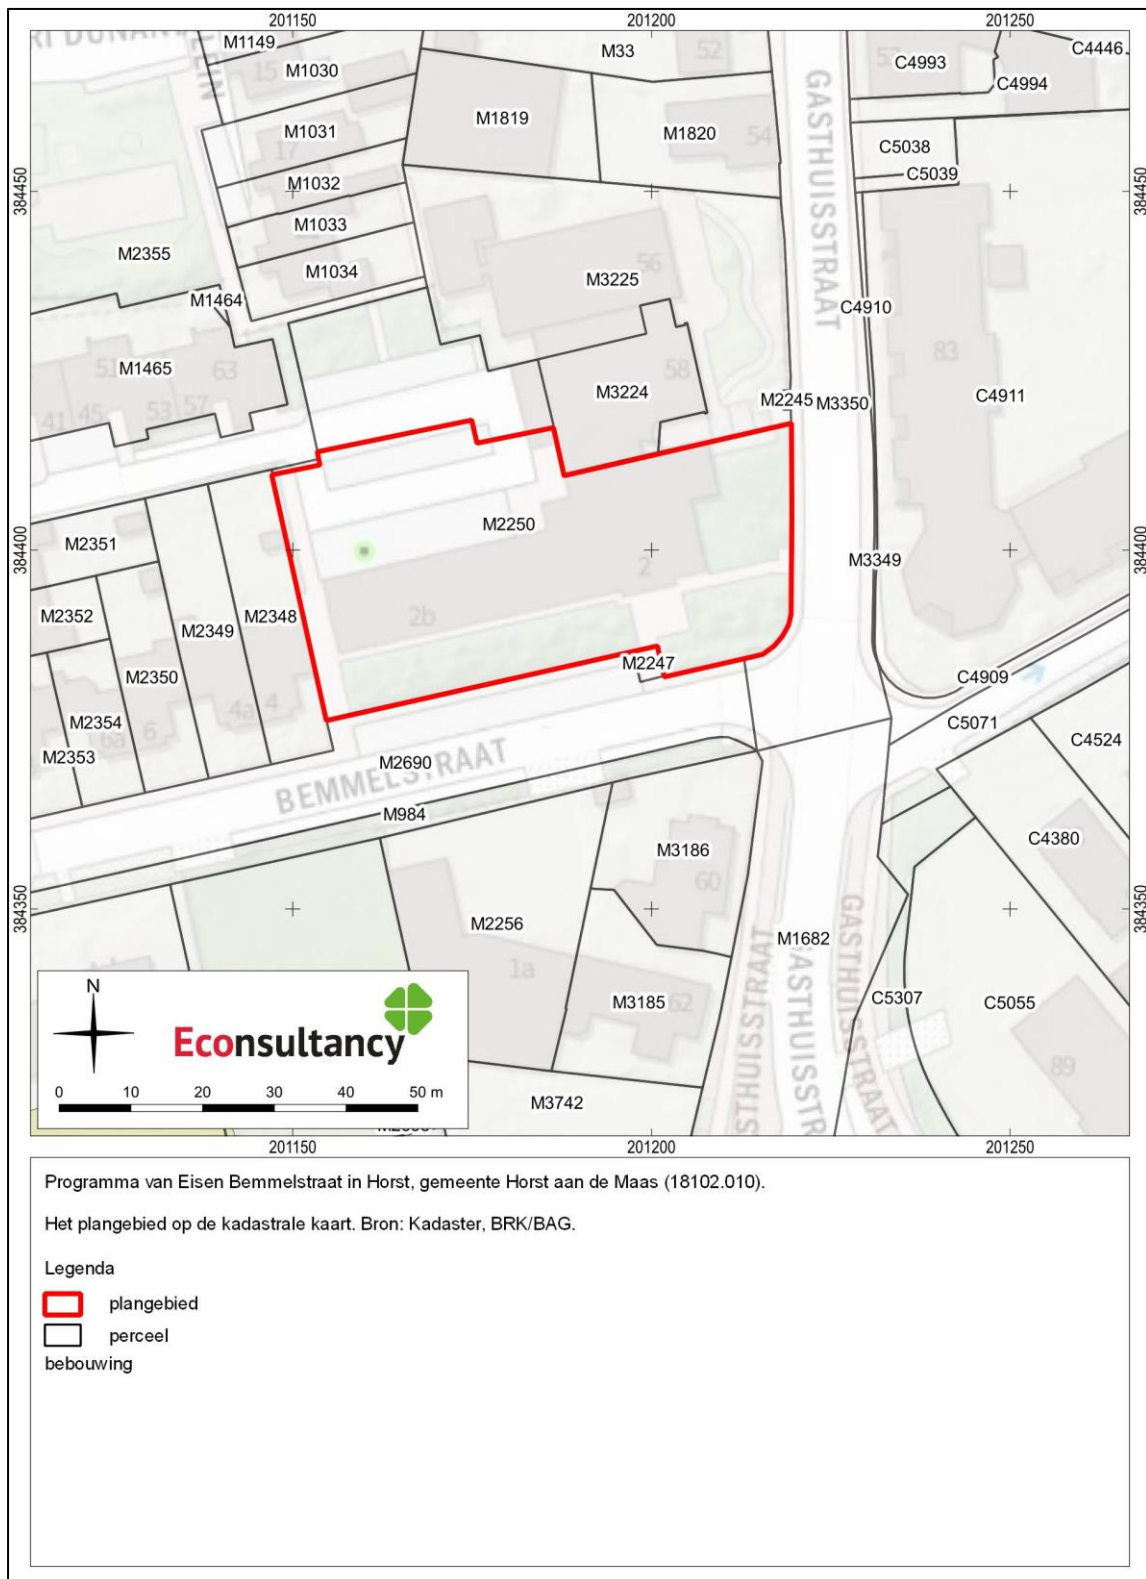 201150 201200 201250
RI DUNANT
LEIN
M1149
M33
52
57
C4993
C4446
C4994
15
M1030
M1819
M1820
54
GASTHUISSTRAAT
C5038
C5039
M1031
17
M1032
384450
384450
M1033
M1034
M2355
M1464
M3225
56
C4910
83
M1465
51
63
41
45
53
57
M3224
58
M2245
M3350
C4911
M2250
M2351
384400
384400
M3349
2
2b
M2352
M2349
M2348
M2350
M2247
C4909
M2354
4a
4
6a
6
C5071
M2353
M2690
BEMMELSTRAAT
C4524
M984
C4380
M3186
60
384350
384350
M2256
M1682
GASTHUISSTRAAT
1a
M3185
62
C5307
C5055
N
Econsultancy
89
0 10 20 30 40 50 m
M3742
STHUISSTRAAT
ASTHUISSTR
201150 201200 201250
Programma van Eisen Bemmelstraat in Horst, gemeente Horst aan de Maas (18102.010).
Het plangebied op de kadastrale kaart. Bron: Kadaster, BRK/BAG.
Legenda
plangebied
perceel
bebouwing